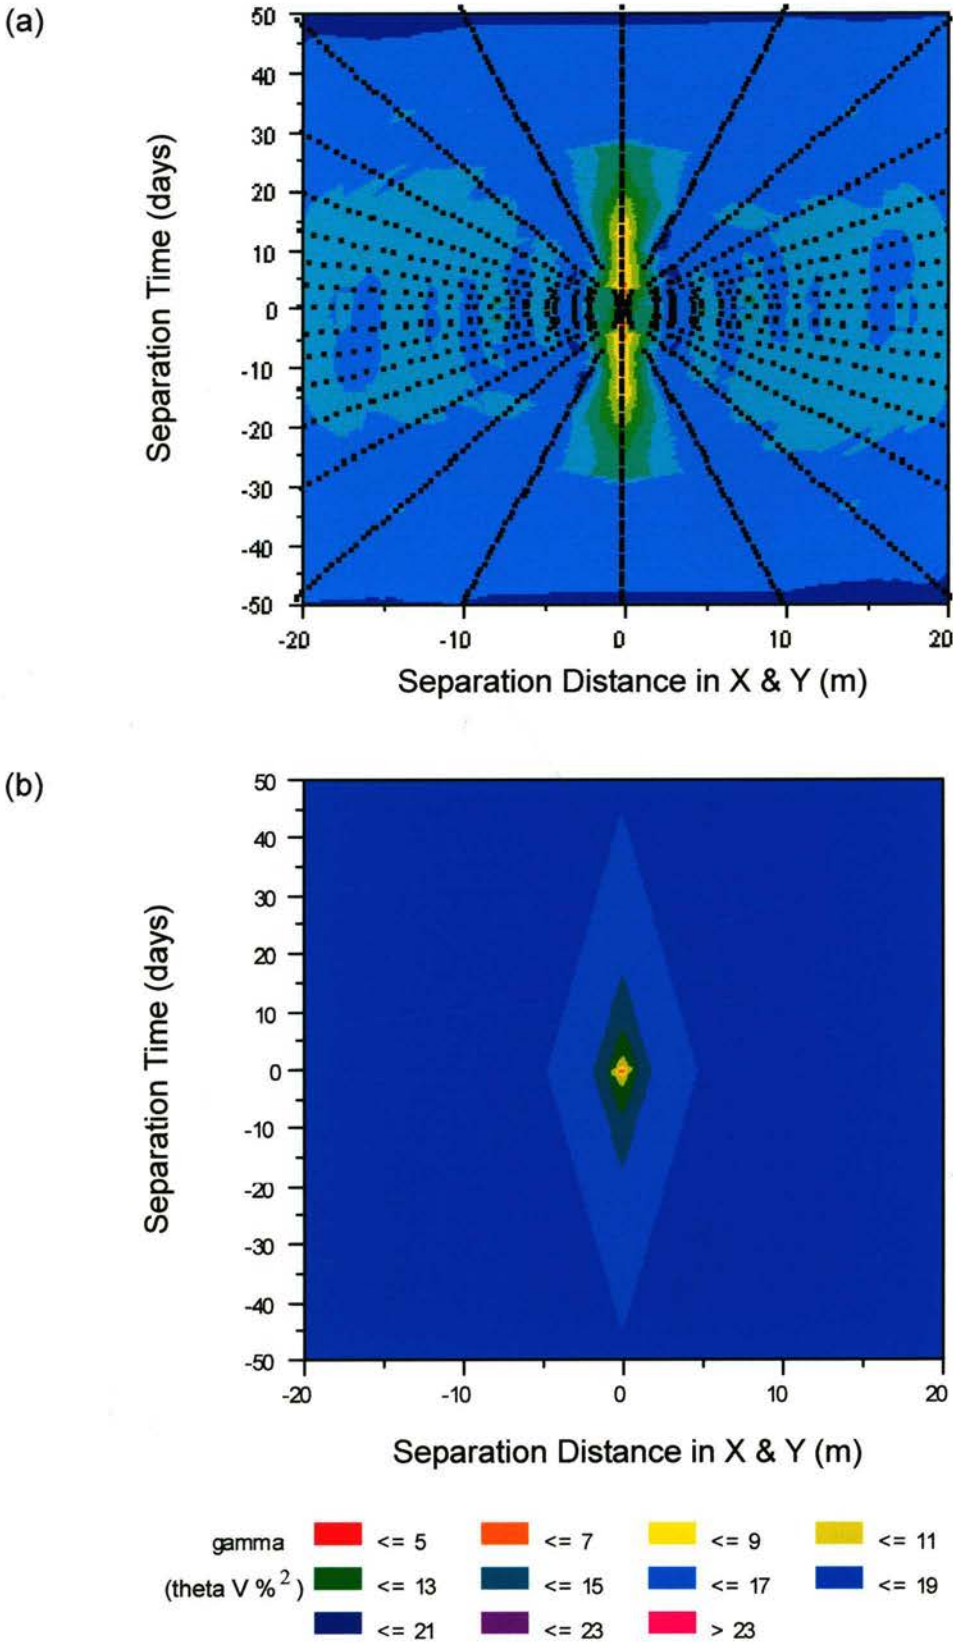 (a)
Separation Time (days)
50
40
30
20
10
0
-10
-20
-30
-40
-50
-20 -10 0 10 20
Separation Distance in X & Y (m)
(b)
Separation Time (days)
50
40
30
20
10
0
-10
-20
-30
-40
-50
-20 -10 0 10 20
Separation Distance in X & Y (m)
gamma <= 5 <= 7 <= 9 <= 11
(theta V %²) <= 13 <= 15 <= 17 <= 19
<= 21 <= 23 > 23